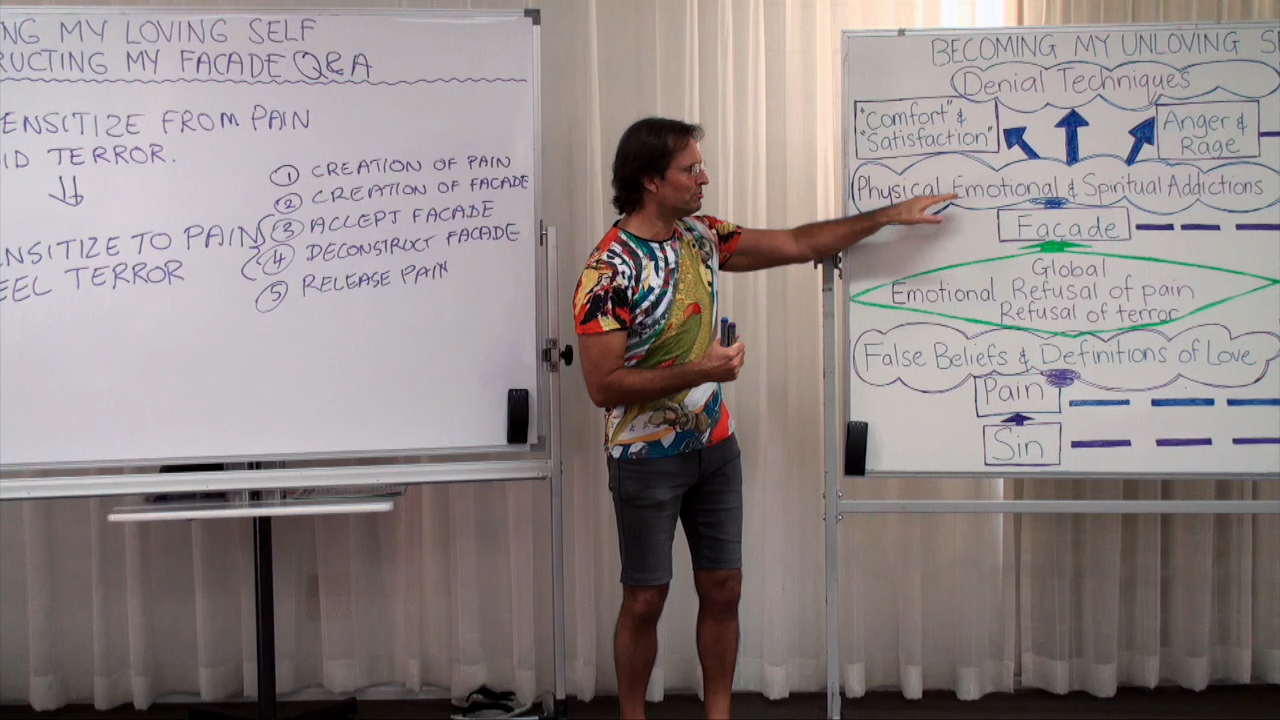 NG MY LOVING SELF
RUCTING MY FACADE Q&A
ENSITIZE FROM PAIN
ID TERROR.
ENSITIZE TO PAIN
EEL TERROR
1 CREATION OF PAIN
2 CREATION OF FACADE
3 ACCEPT FACADE
4 DECONSTRUCT FACADE
5 RELEASE PAIN
BECOMING MY UNLOVING S
Denial Techniques
"Comfort" &
"Satisfaction"
Anger &
Rage
Physical Emotional & Spiritual Addictions
Façade
Global
Emotional Refusal of pain
Refusal of terror
False Beliefs & Definitions of Love
Pain
Sin